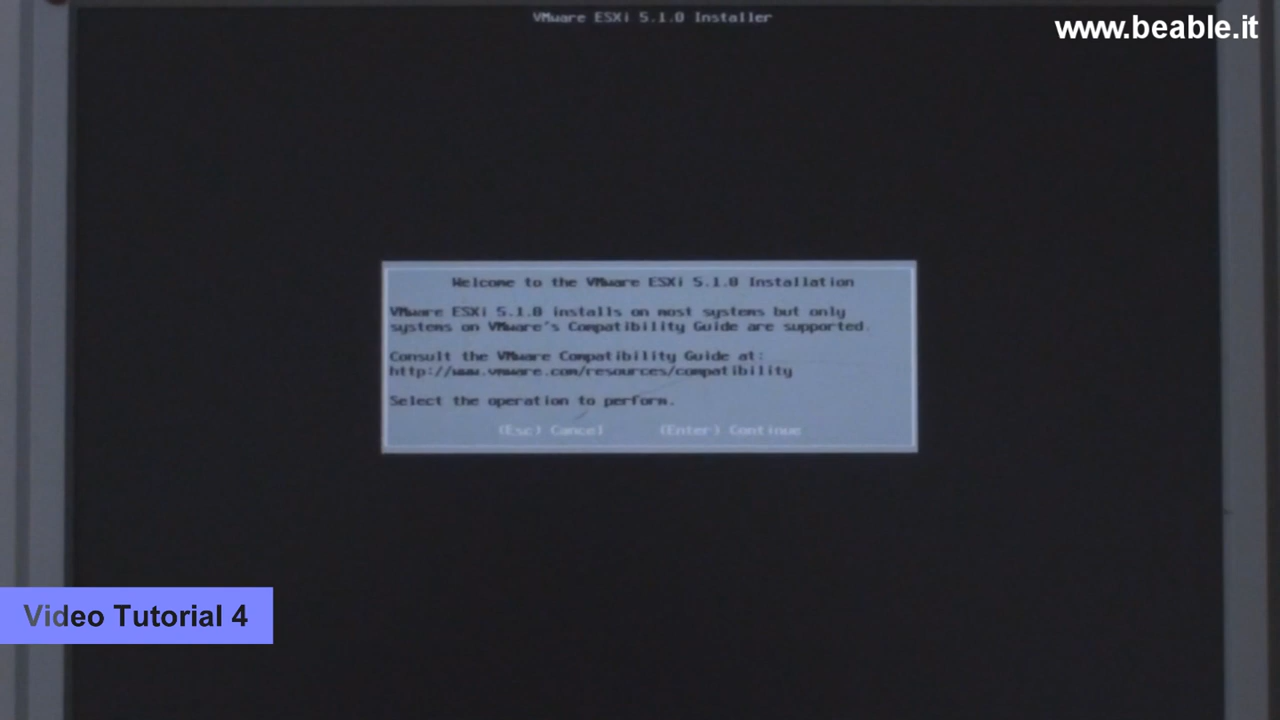 VMware ESXi 5.1.0 Installer
www.beable.it
Welcome to the VMware ESXi 5.1.0 Installation
VMware ESXi 5.1.0 installs on most systems but only
systems on VMware's Compatibility Guide are supported.
Consult the VMware Compatibility Guide at:
http://www.vmware.com/resources/compatibility
Select the operation to perform.
(Esc) Cancel (Enter) Continue
Video Tutorial 4